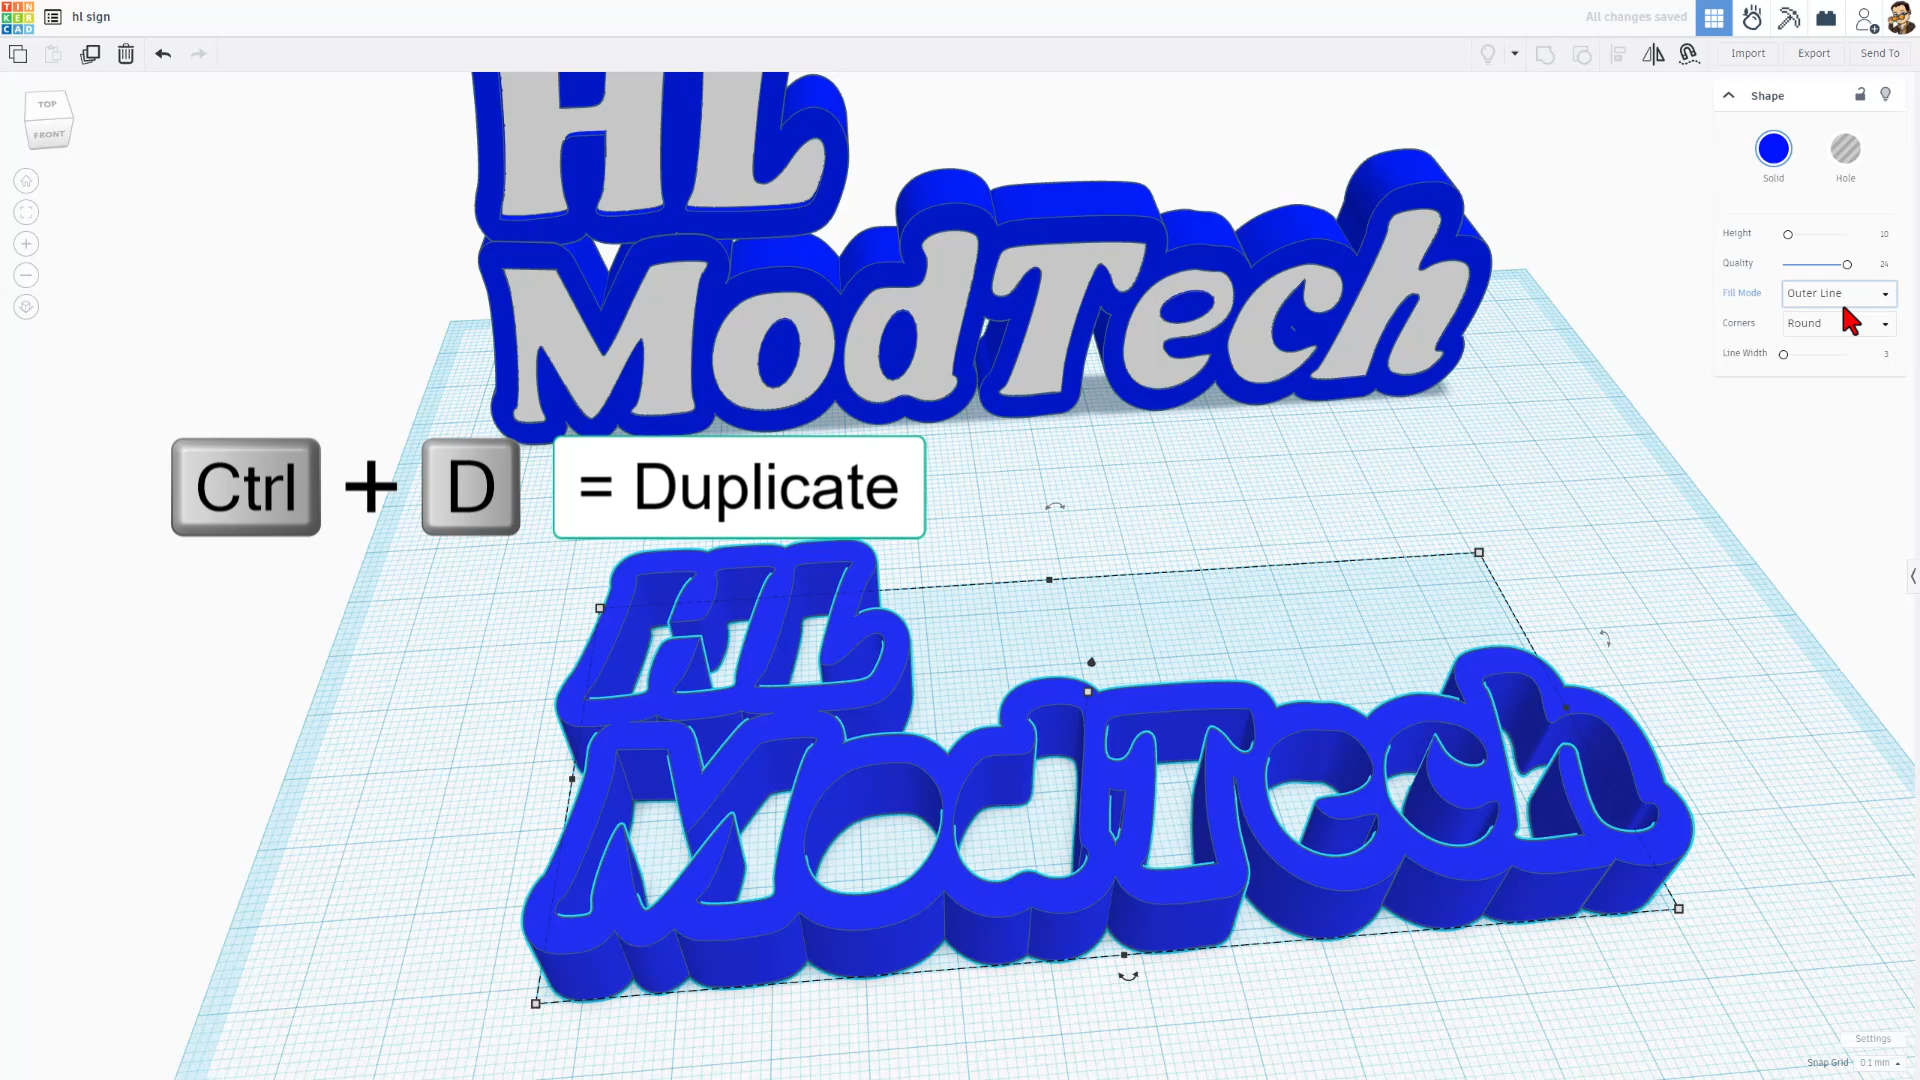 TIN
KER
CAD
hl sign
All changes saved
Import
Export
Send To
TOP
FRONT
Shape
Solid
Hole
Height
10
Quality
24
Fill Mode
Outer Line
Corners
Round
Line Width
3
HL
ModTech
Ctrl + D = Duplicate
HL
ModTech
Settings
Snap Grid 0.1 mm